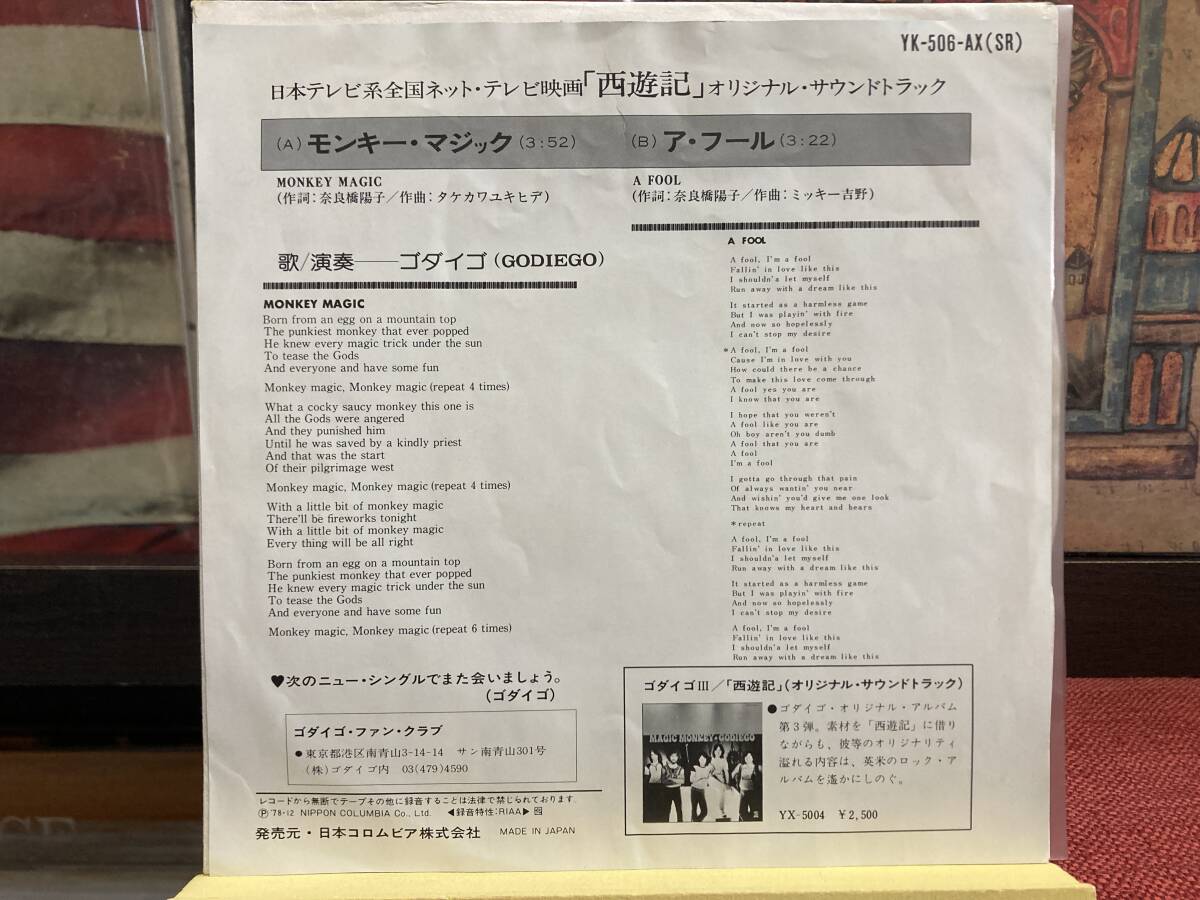 YK-506-AX(SR)
日本テレビ系全国ネット・テレビ映画「西遊記」オリジナル・サウンドトラック
(A) モンキー・マジック (3:52)
(B) ア・フール (3:22)
MONKEY MAGIC
(作詞:奈良橋陽子/作曲:タケカワユキヒデ)
A FOOL
(作詞:奈良橋陽子/作曲:ミッキー吉野)
歌/演奏──ゴダイゴ(GODIEGO)
MONKEY MAGIC
Born from an egg on a mountain top
The punkiest monkey that ever popped
He knew every magic trick under the sun
To tease the Gods
And everyone and have some fun
Monkey magic, Monkey magic (repeat 4 times)
What a cocky saucy monkey this one is
All the Gods were angered
And they punished him
Until he was saved by a kindly priest
And that was the start
Of their pilgrimage west
Monkey magic, Monkey magic (repeat 4 times)
With a little bit of monkey magic
There'll be fireworks tonight
With a little bit of monkey magic
Every thing will be all right
Born from an egg on a mountain top
The punkiest monkey that ever popped
He knew every magic trick under the sun
To tease the Gods
And everyone and have some fun
Monkey magic, Monkey magic (repeat 6 times)
A FOOL
A fool, I'm a fool
Fallin' in love like this
I shouldn'a let myself
Run away with a dream like this
It started as a harmless game
But I was playin' with fire
And now so hopelessly
I can't stop my desire
*A fool, I'm a fool
Cause I'm in love with you
How could there be a chance
To make this love come through
A fool yes you are
I know that you are
I hope that you weren't
A fool like you are
Oh boy aren't you dumb
A fool that you are
A fool
I'm a fool
I gotta go through that pain
Of always wantin' you near
And wishin' you'd give me one look
That knows my heart and hears
*repeat
A fool, I'm a fool
Fallin' in love like this
I shouldn'a let myself
Run away with a dream like this
It started as a harmless game
But I was playin' with fire
And now so hopelessly
I can't stop my desire
A fool, I'm a fool
Fallin' in love like this
I shouldn'a let myself
Run away with a dream like this
♥次のニュー・シングルでまた会いましょう。
(ゴダイゴ)
ゴダイゴ・ファン・クラブ
●東京都港区南青山3-14-14 サン南青山301号
(株)ゴダイゴ内 03(479)4590
レコードから無断でテープその他に録音することは法律で禁じられております.
Ⓟ'78・12 NIPPON COLUMBIA Co., Ltd. ◀録音特性:RIAA▶
発売元・日本コロムビア株式会社 MADE IN JAPAN
ゴダイゴⅢ/「西遊記」(オリジナル・サウンドトラック)
MAGIC MONKEY・GODIEGO
●ゴダイゴ・オリジナル・アルバム
第3弾。素材を「西遊記」に借り
ながらも、彼等のオリジナリティ
溢れる内容は、英米のロック・ア
ルバムを遥かにしのぐ。
YX-5004 ¥2,500